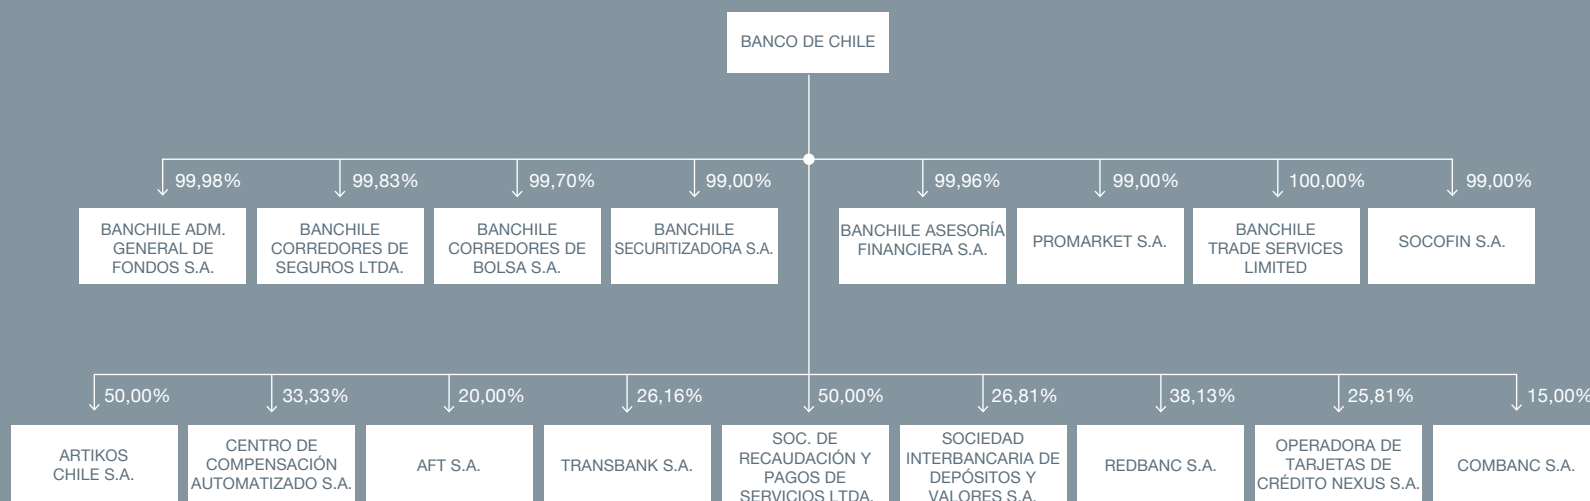 BANCO DE CHILE
99,98%
99,83%
99,70%
99,00%
99,96%
99,00%
100,00%
99,00%
BANCHILE ADM.
GENERAL DE
FONDOS S.A.
BANCHILE
CORREDORES DE
SEGUROS LTDA.
BANCHILE
CORREDORES DE
BOLSA S.A.
BANCHILE
SECURITIZADORA S.A.
BANCHILE ASESORÍA
FINANCIERA S.A.
PROMARKET S.A.
BANCHILE
TRADE SERVICES
LIMITED
SOCOFIN S.A.
50,00%
33,33%
20,00%
26,16%
50,00%
26,81%
38,13%
25,81%
15,00%
ARTIKOS
CHILE S.A.
CENTRO DE
COMPENSACIÓN
AUTOMATIZADO S.A.
AFT S.A.
TRANSBANK S.A.
SOC. DE
RECAUDACIÓN Y
PAGOS DE
SERVICIOS LTDA.
SOCIEDAD
INTERBANCARIA DE
DEPÓSITOS Y
VALORES S.A.
REDBANC S.A.
OPERADORA DE
TARJETAS DE
CRÉDITO NEXUS S.A.
COMBANC S.A.